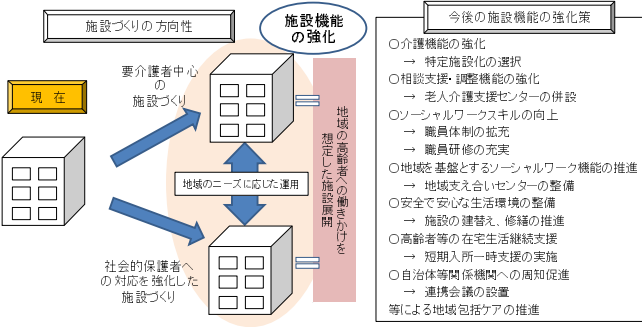 施設づくりの方向性
施設機能
の強化
現 在
要介護者中心
の
施設づくり
地域のニーズに応じた運用
社会的保護者へ
の対応を強化した
施設づくり
地域の高齢者への働きかけを
想定した施設展開
今後の施設機能の強化策
○介護機能の強化
→ 特定施設化の選択
○相談支援・調整機能の強化
→ 老人介護支援センターの併設
○ソーシャルワークスキルの向上
→ 職員体制の拡充
→ 職員研修の充実
○地域を基盤とするソーシャルワーク機能の推進
→ 地域支え合いセンターの整備
○安全で安心な生活環境の整備
→ 施設の建替え、修繕の推進
○高齢者等の在宅生活継続支援
→ 短期入所一時支援の実施
○自治体等関係機関への周知促進
→ 連携会議の設置
等による地域包括ケアの推進